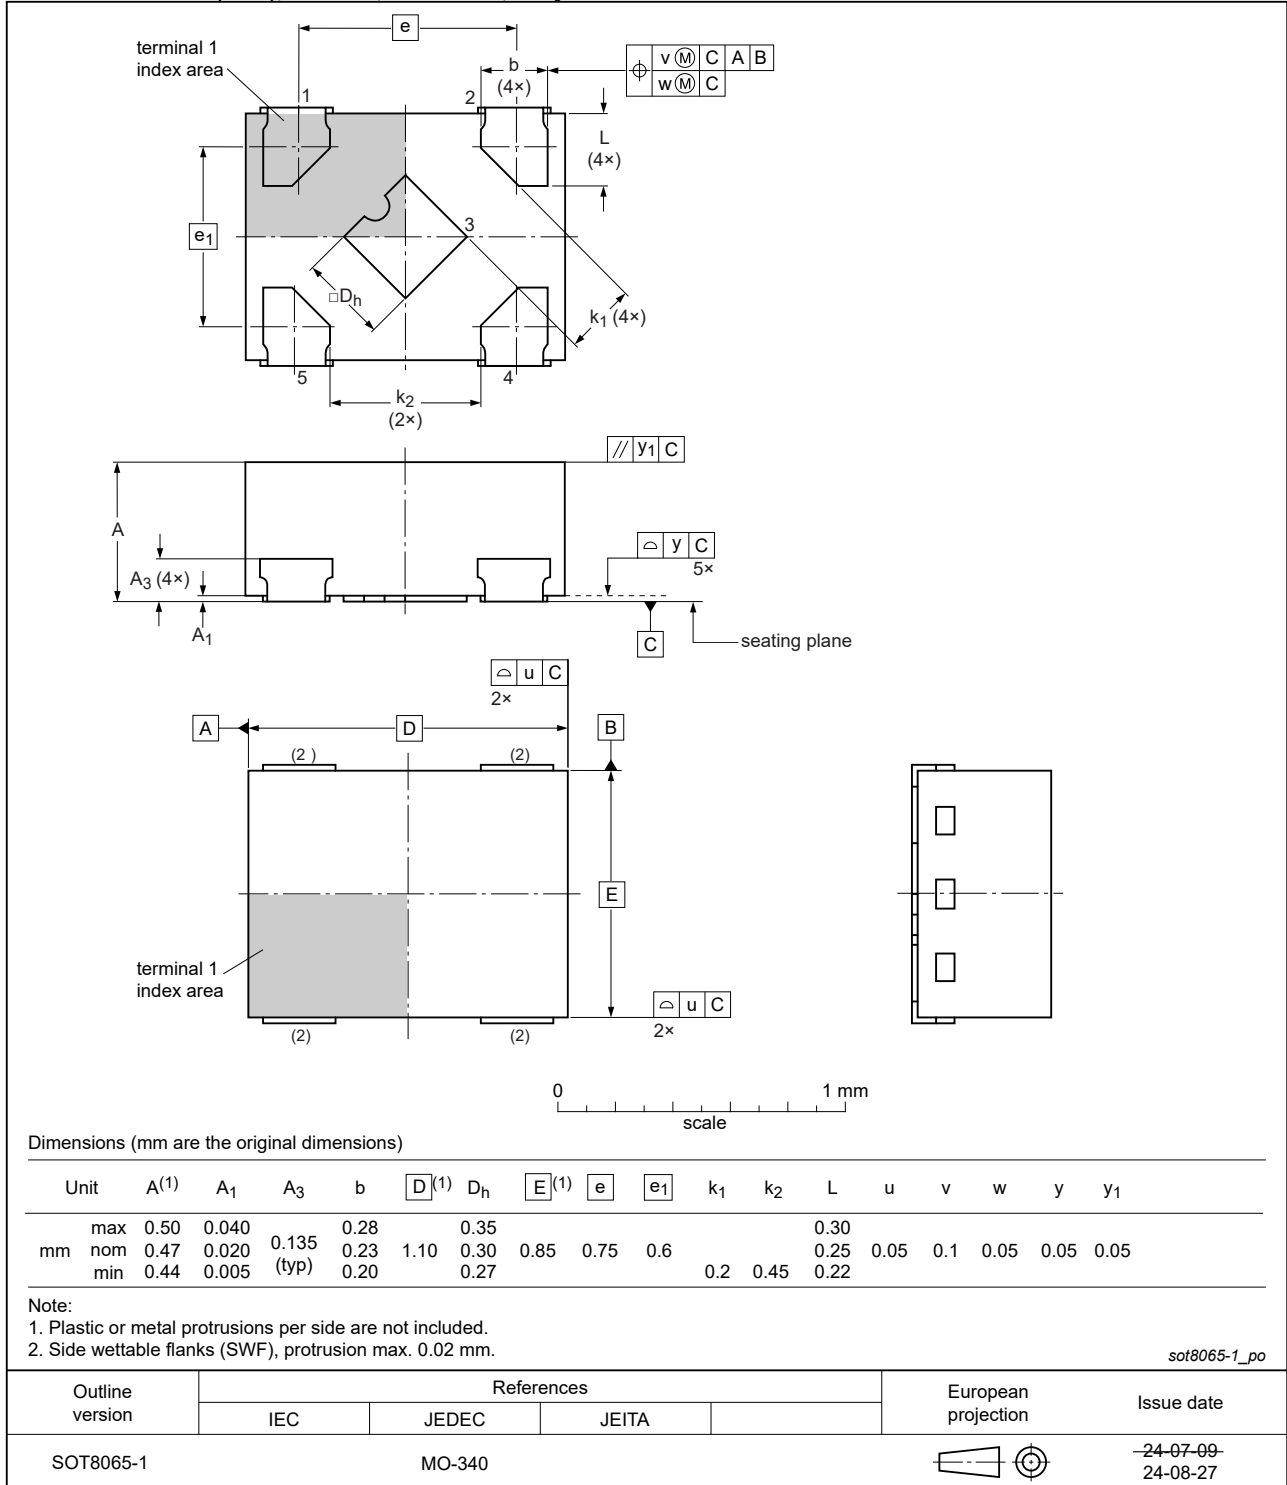 e
terminal 1
index area
b
(4×)
v Ⓜ C A B
w Ⓜ C
1
2
L
(4×)
e1
3
□Dh
k1 (4×)
5
4
k2
(2×)
// y1 C
A
A3 (4×)
A1
⌓ y C
5×
C
seating plane
⌓ u C
2×
A
D
B
(2 )
(2)
E
terminal 1
index area
⌓ u C
2×
(2)
(2)
0 1 mm
scale
Dimensions (mm are the original dimensions)
Unit A(1) A1 A3 b D(1) Dh E(1) e e1 k1 k2 L u v w y y1
max 0.50 0.040 0.28 0.35 0.30
mm nom 0.47 0.020 0.135 (typ) 0.23 1.10 0.30 0.85 0.75 0.6 0.25 0.05 0.1 0.05 0.05 0.05
min 0.44 0.005 0.20 0.27 0.2 0.45 0.22
Note:
1. Plastic or metal protrusions per side are not included.
2. Side wettable flanks (SWF), protrusion max. 0.02 mm.
sot8065-1_po
Outline version
References
European projection
Issue date
IEC JEDEC JEITA
SOT8065-1 MO-340
24-07-09
24-08-27